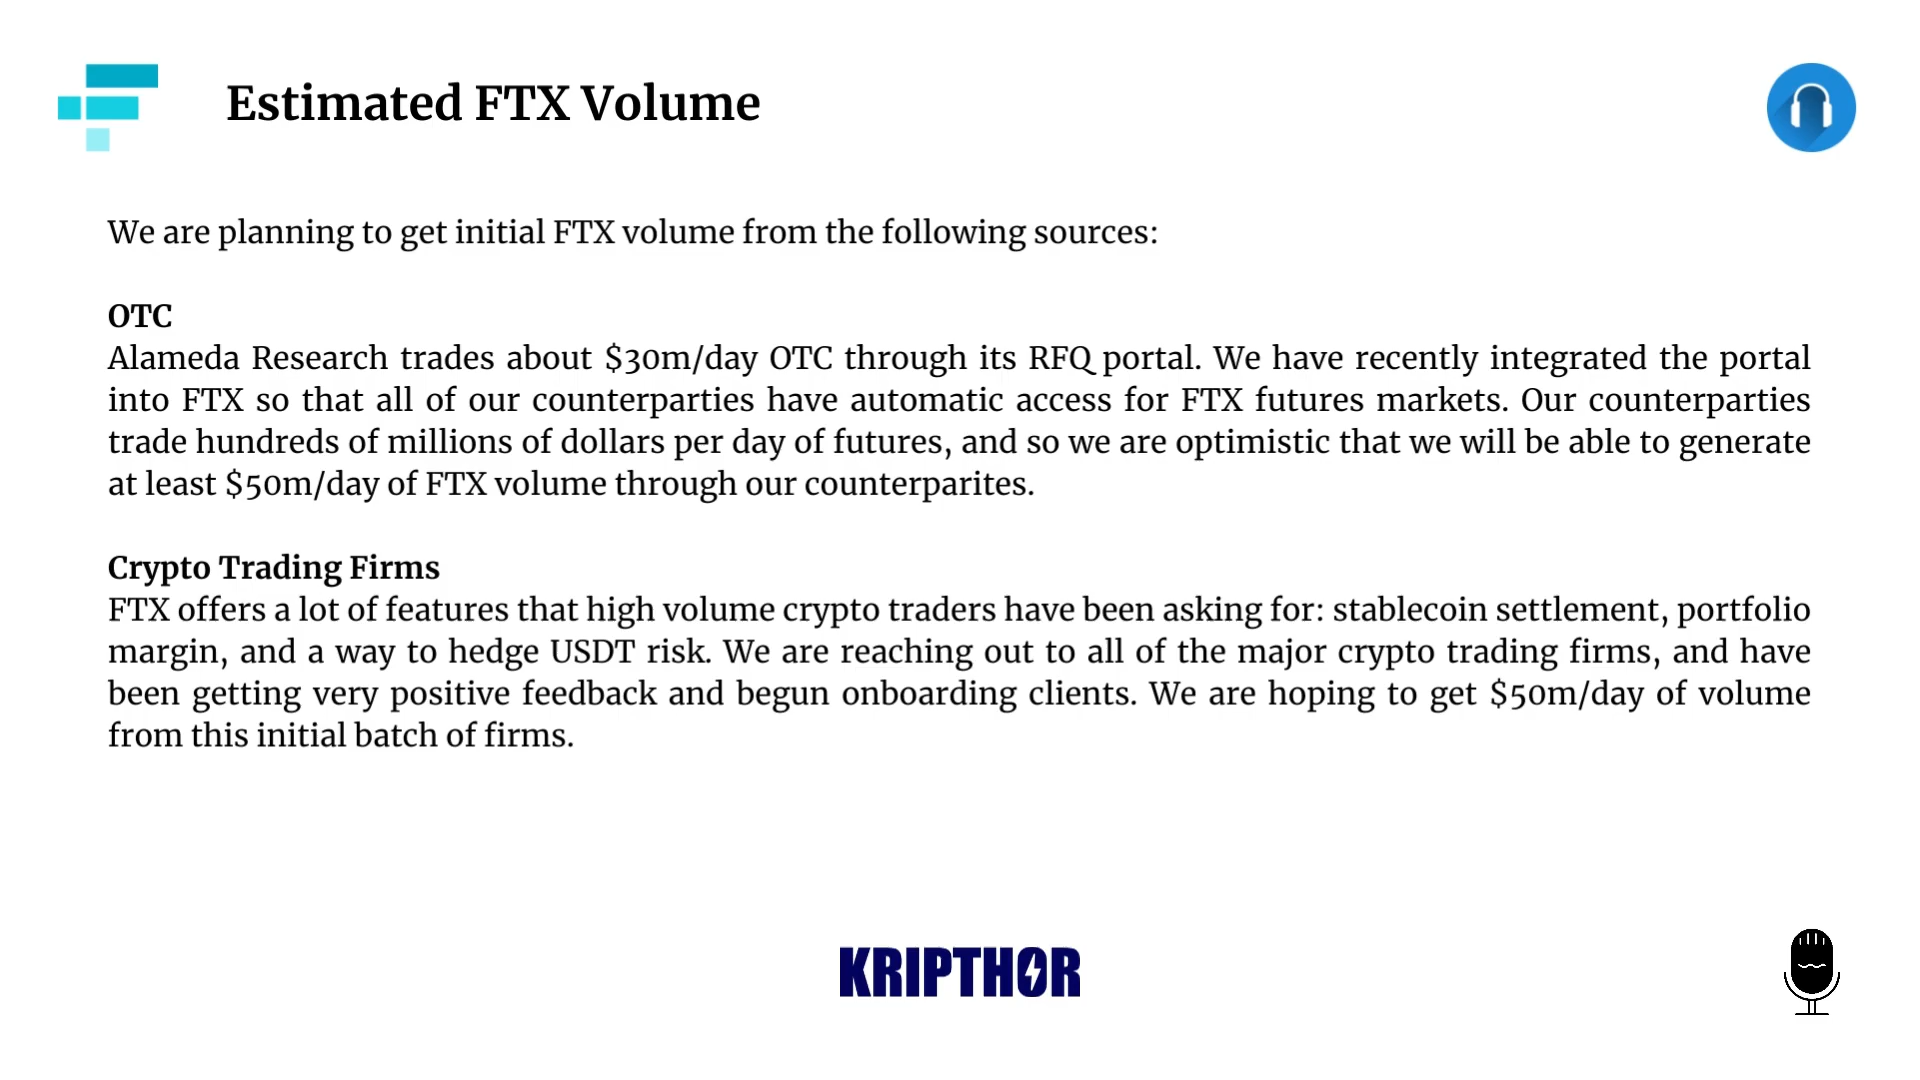 Estimated FTX Volume
We are planning to get initial FTX volume from the following sources:
OTC
Alameda Research trades about $30m/day OTC through its RFQ portal. We have recently integrated the portal
into FTX so that all of our counterparties have automatic access for FTX futures markets. Our counterparties
trade hundreds of millions of dollars per day of futures, and so we are optimistic that we will be able to generate
at least $50m/day of FTX volume through our counterparites.
Crypto Trading Firms
FTX offers a lot of features that high volume crypto traders have been asking for: stablecoin settlement, portfolio
margin, and a way to hedge USDT risk. We are reaching out to all of the major crypto trading firms, and have
been getting very positive feedback and begun onboarding clients. We are hoping to get $50m/day of volume
from this initial batch of firms.
KRIPTHOR